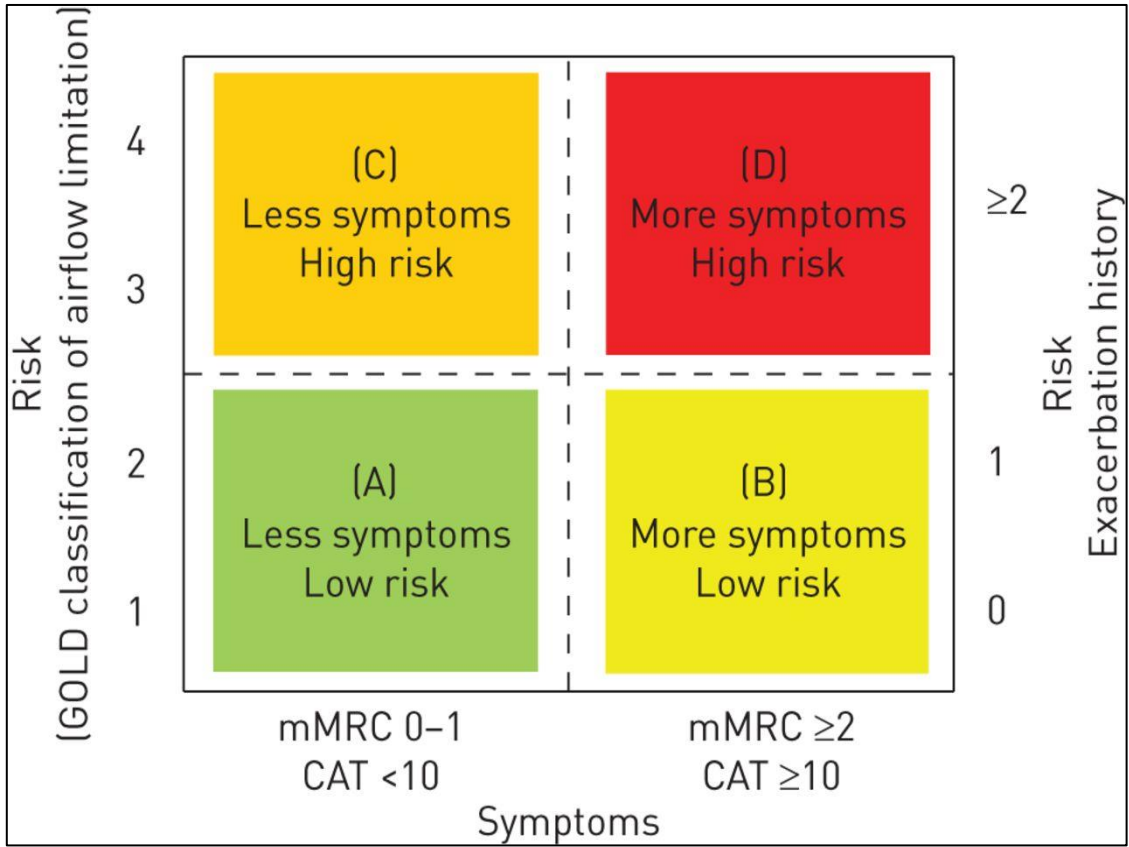 Risk
(GOLD classification of airflow limitation)
4
3
2
1
(C)
Less symptoms
High risk
(D)
More symptoms
High risk
(A)
Less symptoms
Low risk
(B)
More symptoms
Low risk
≥2
1
0
Risk
Exacerbation history
mMRC 0–1
CAT <10
mMRC ≥2
CAT ≥10
Symptoms